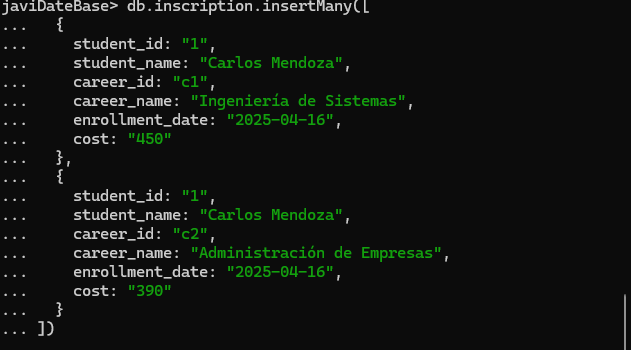 javiDateBase> db.inscription.insertMany([
...   {
...     student_id: "1",
...     student_name: "Carlos Mendoza",
...     career_id: "c1",
...     career_name: "Ingeniería de Sistemas",
...     enrollment_date: "2025-04-16",
...     cost: "450"
...   },
...   {
...     student_id: "1",
...     student_name: "Carlos Mendoza",
...     career_id: "c2",
...     career_name: "Administración de Empresas",
...     enrollment_date: "2025-04-16",
...     cost: "390"
...   }
... ])